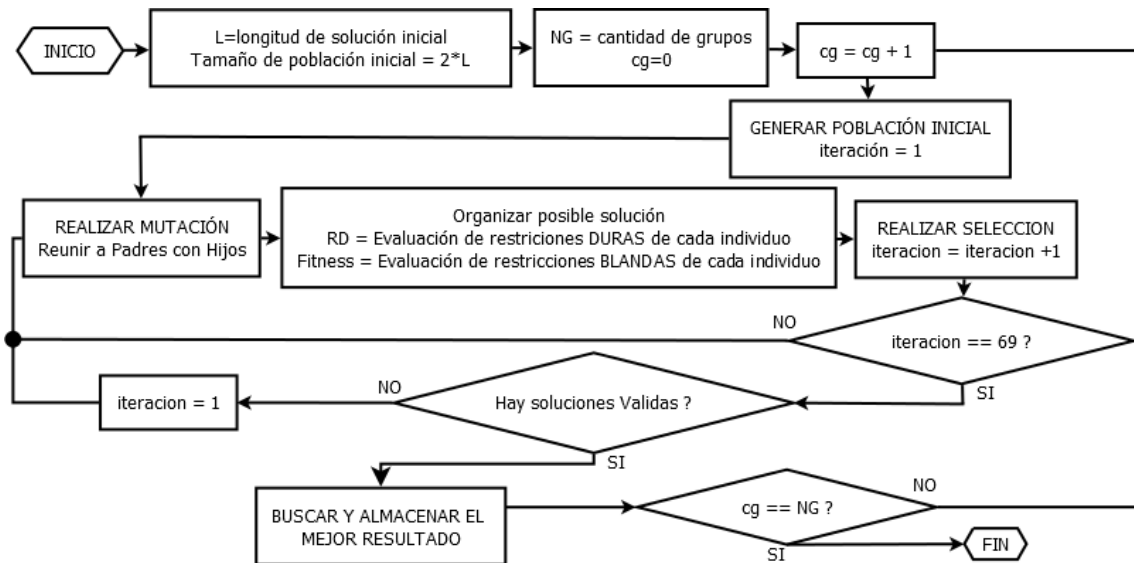 INICIO
L=longitud de solución inicial
Tamaño de población inicial = 2*L
NG = cantidad de grupos
cg=0
cg = cg + 1
GENERAR POBLACIÓN INICIAL
iteración = 1
REALIZAR MUTACIÓN
Reunir a Padres con Hijos
Organizar posible solución
RD = Evaluación de restriciones DURAS de cada individuo
Fitness = Evaluación de restricciones BLANDAS de cada individuo
REALIZAR SELECCION
iteracion = iteracion +1
NO
iteracion == 69 ?
SI
NO
iteracion = 1
Hay soluciones Validas ?
SI
BUSCAR Y ALMACENAR EL
MEJOR RESULTADO
cg == NG ?
NO
SI
FIN